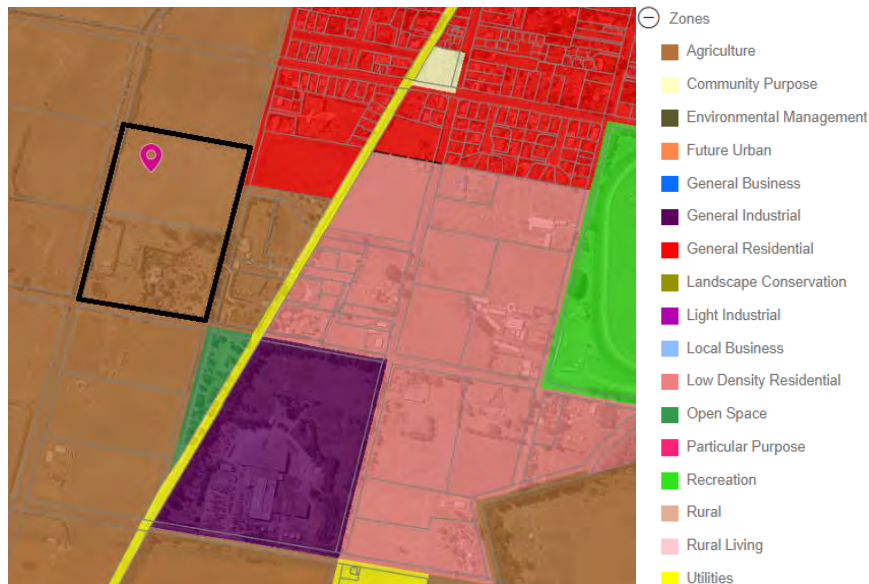 Zones
Agriculture
Community Purpose
Environmental Management
Future Urban
General Business
General Industrial
General Residential
Landscape Conservation
Light Industrial
Local Business
Low Density Residential
Open Space
Particular Purpose
Recreation
Rural
Rural Living
Utilities